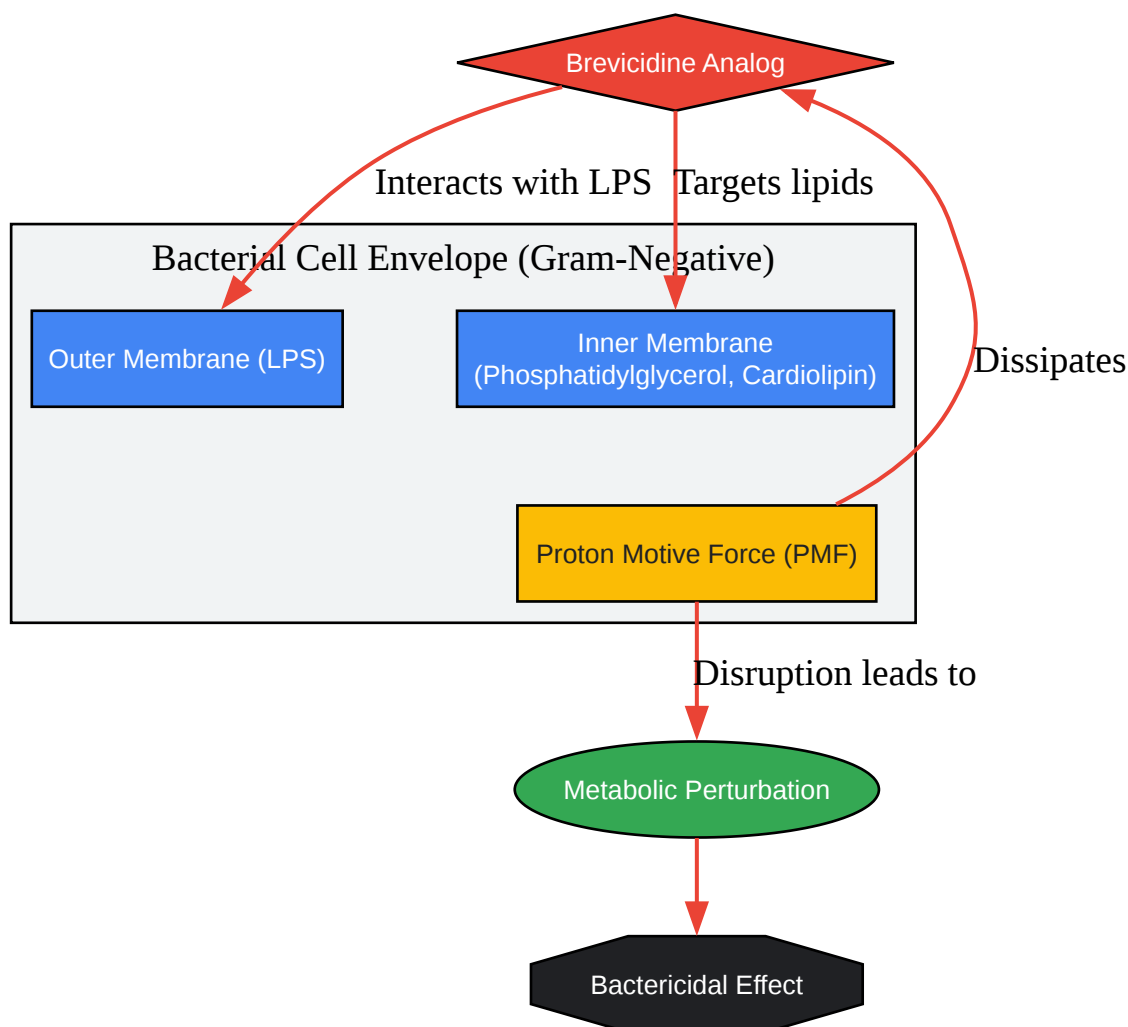 Brevicidine Analog
Interacts with LPS
Targets lipids
Bacterial Cell Envelope (Gram-Negative)
Outer Membrane (LPS)
Inner Membrane
(Phosphatidylglycerol, Cardiolipin)
Dissipates
Proton Motive Force (PMF)
Disruption leads to
Metabolic Perturbation
Bactericidal Effect